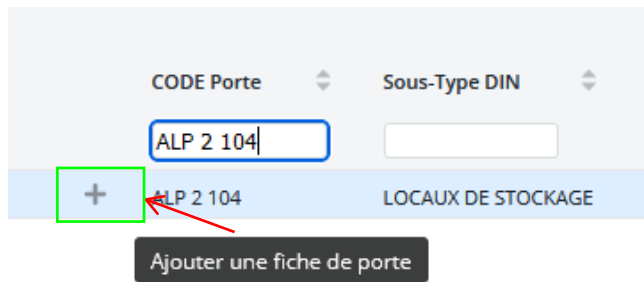 CODE Porte Sous-Type DIN
ALP 2 104
+ ALP 2 104 LOCAUX DE STOCKAGE
Ajouter une fiche de porte